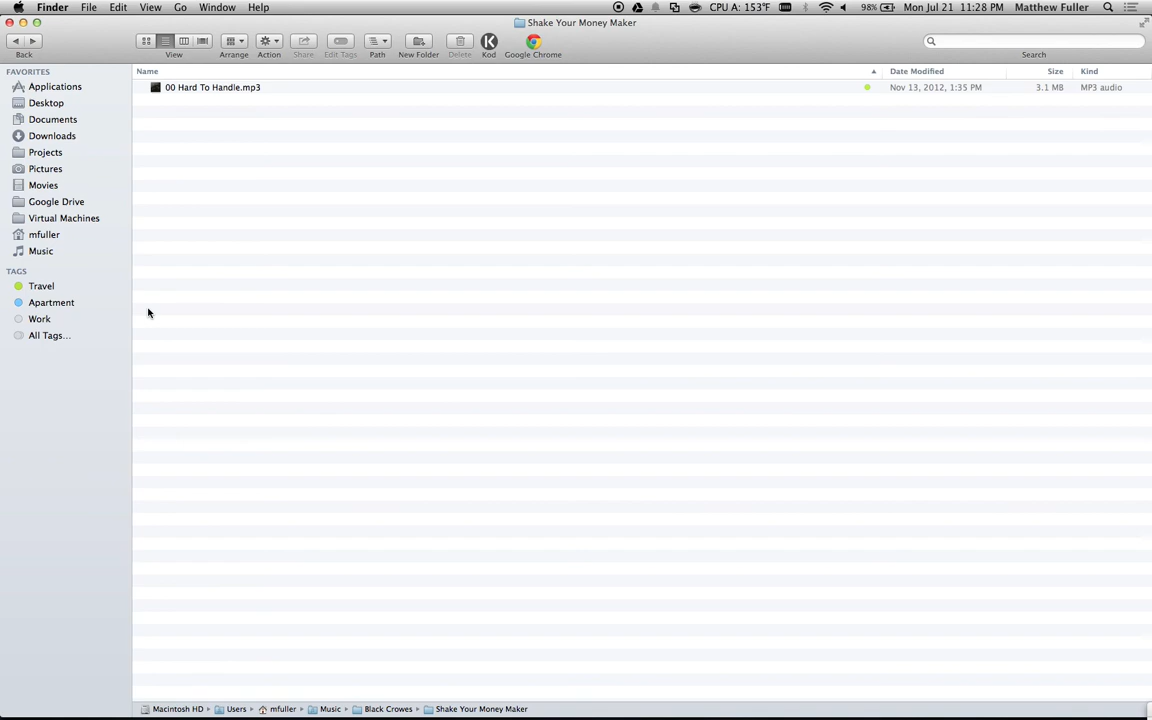 Finder File Edit View Go Window Help CPU A: 153°F 98% Mon Jul 21 11:28 PM Matthew Fuller
Shake Your Money Maker
Back View Arrange Action Share Edit Tags Path New Folder Delete Kod Google Chrome Search
FAVORITES
Applications
Desktop
Documents
Downloads
Projects
Pictures
Movies
Google Drive
Virtual Machines
mfuller
Music
TAGS
Travel
Apartment
Work
All Tags...
Name Date Modified Size Kind
00 Hard To Handle.mp3 Nov 13, 2012, 1:35 PM 3.1 MB MP3 audio
Macintosh HD Users mfuller Music Black Crowes Shake Your Money Maker